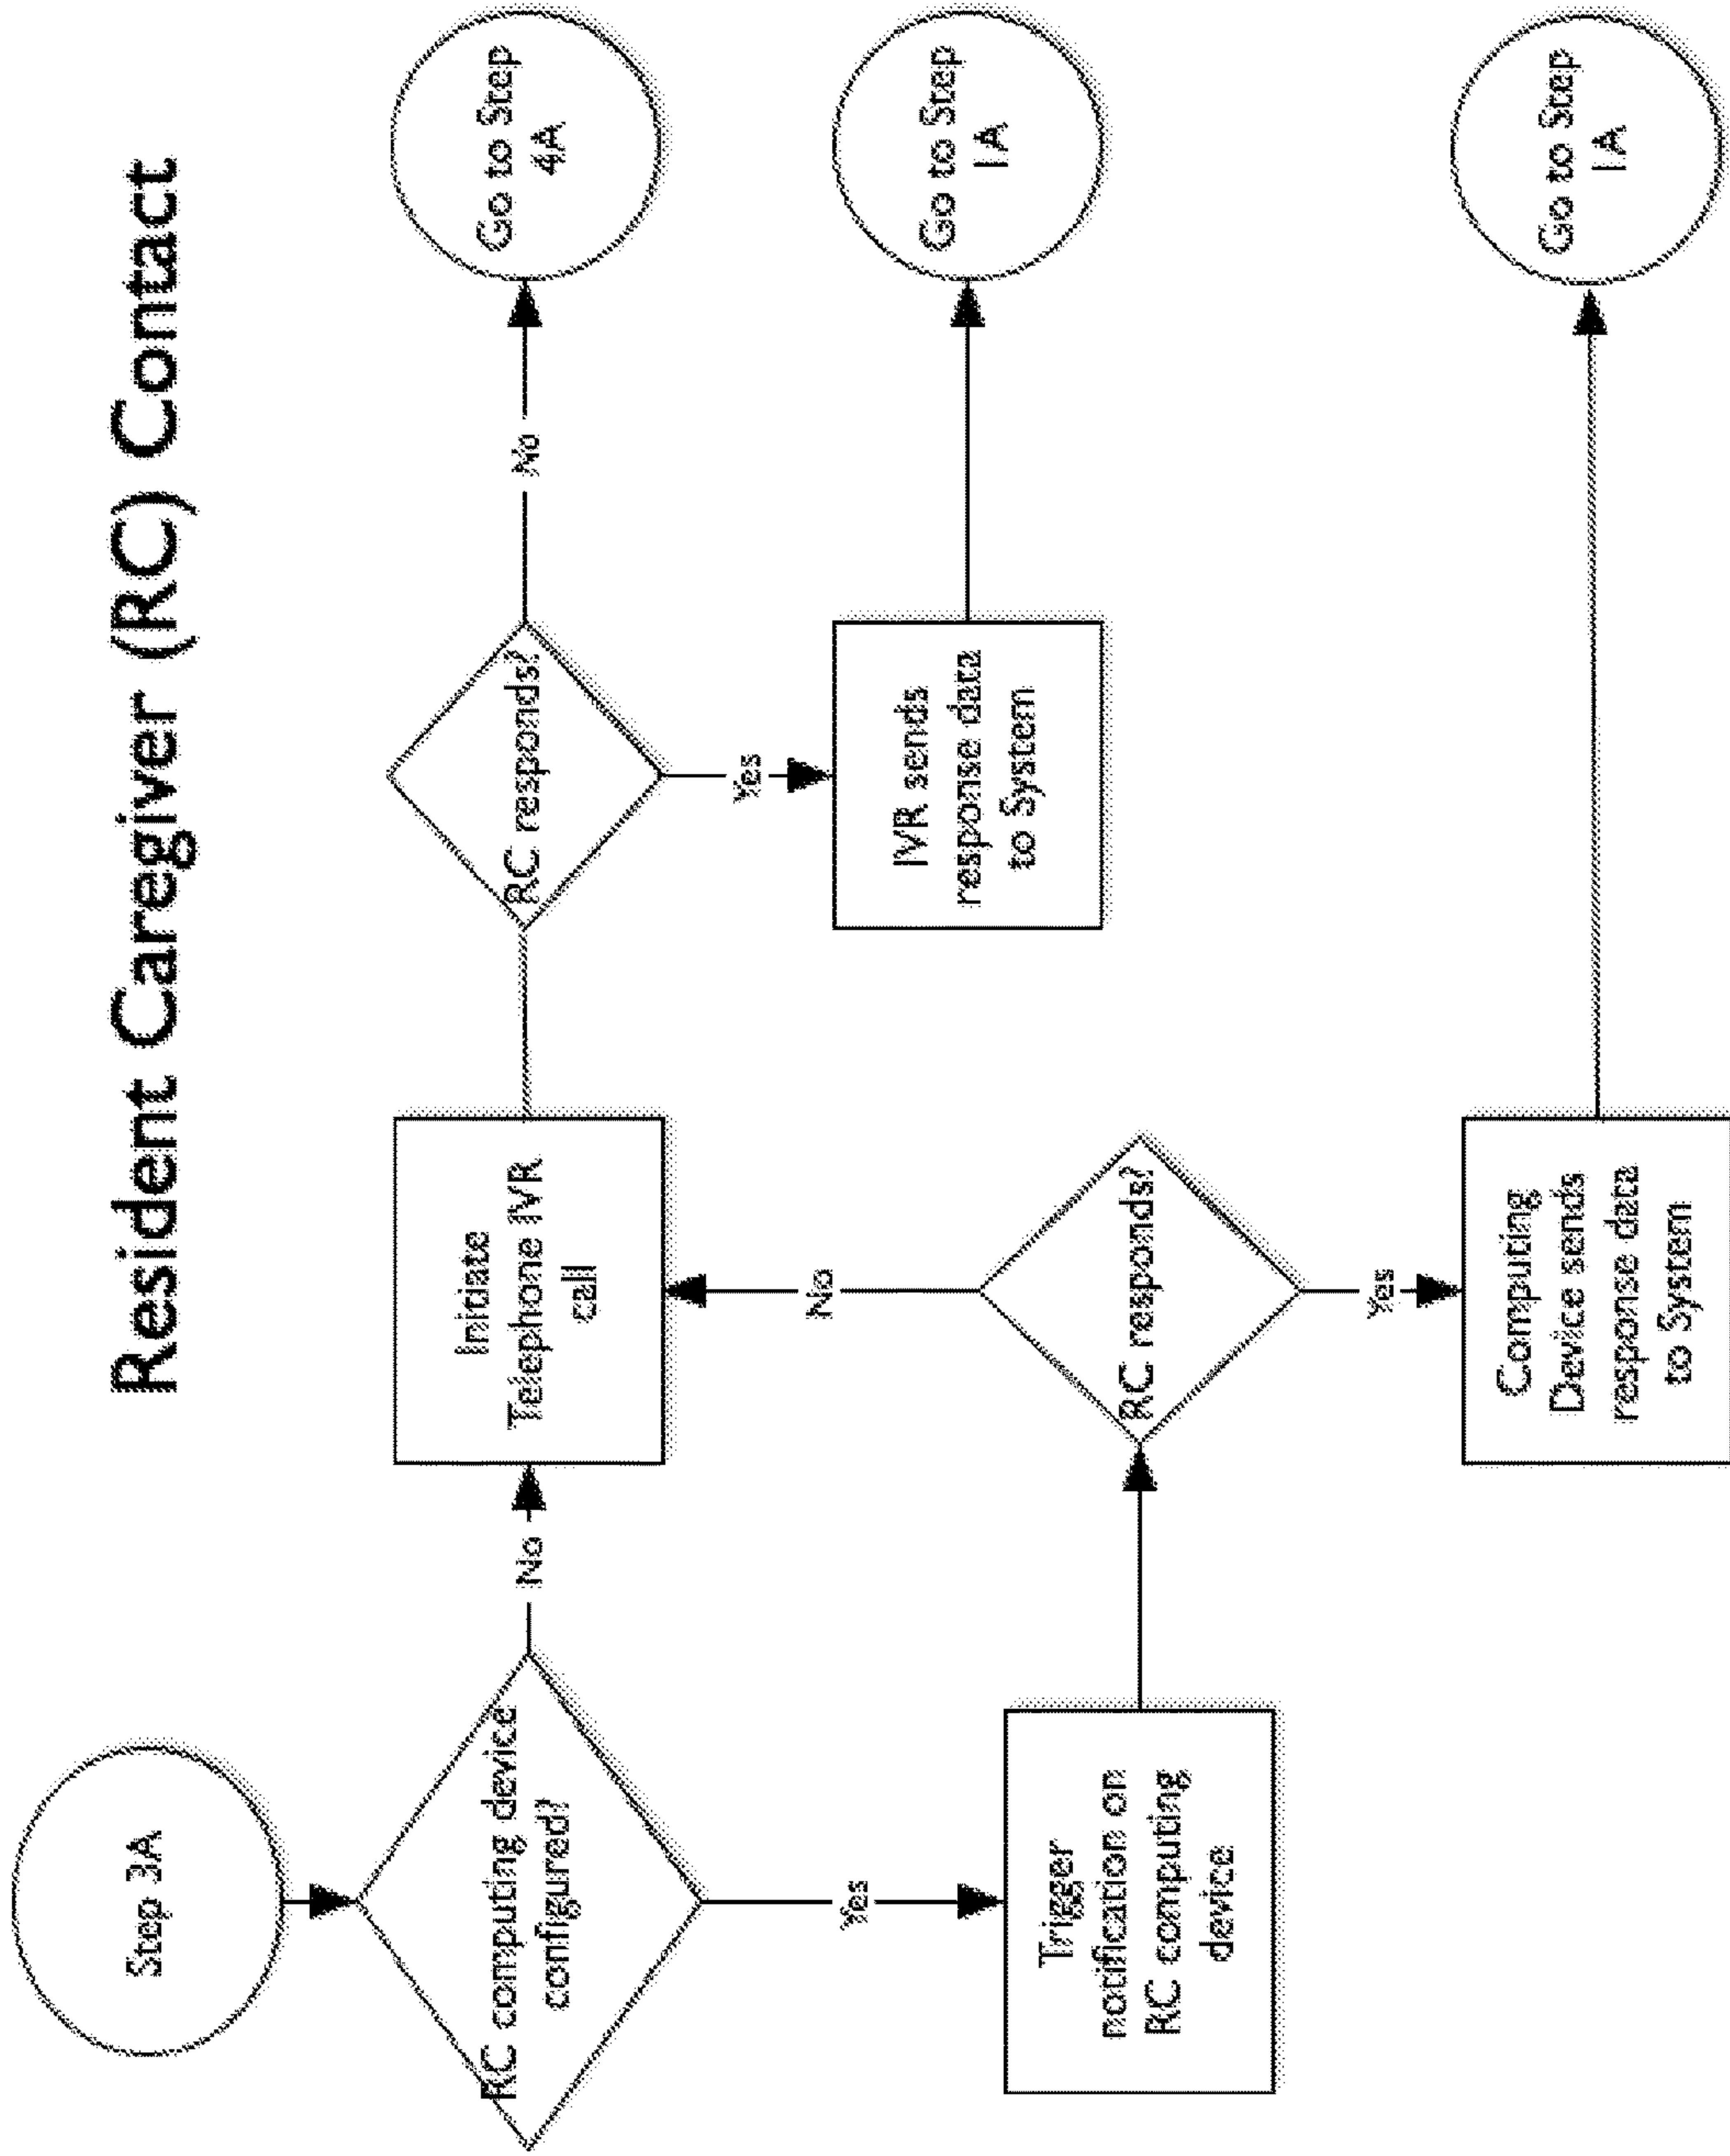 Resident Caregiver (RC) Contact
Step 3A
RC computing device
configured?
No
Initiate
Telephone IVR
call
RC responds?
No
Go to Step
4A
Yes
IVR sends
response data
to System
Go to Step
1A
Yes
Trigger
notification on
RC computing
device
RC responds?
No
Yes
Computing
Device sends
response data
to System
Go to Step
1A